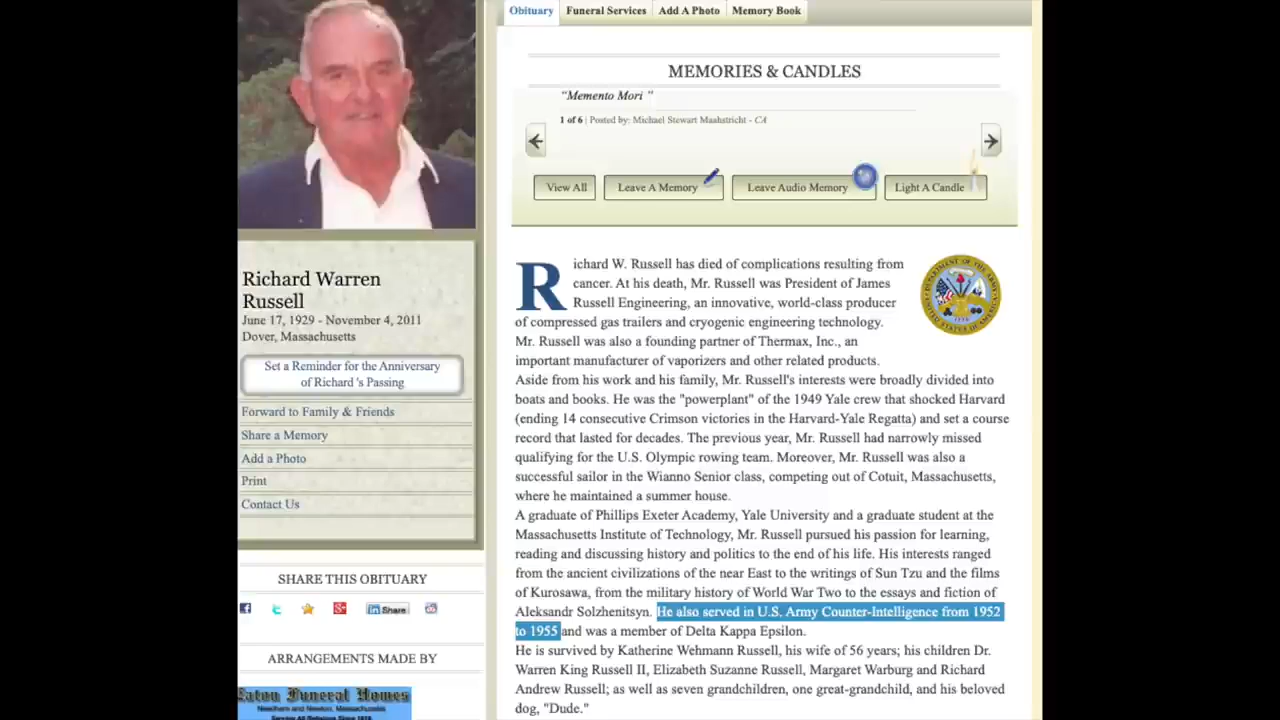 Obituary Funeral Services Add A Photo Memory Book
MEMORIES & CANDLES
“Memento Mori “
1 of 6 | Posted by: Michael Stewart Maahstricht - CA
View All Leave A Memory Leave Audio Memory Light A Candle
Richard Warren
Russell
June 17, 1929 - November 4, 2011
Dover, Massachusetts
Set a Reminder for the Anniversary
of Richard 's Passing
Forward to Family & Friends
Share a Memory
Add a Photo
Print
Contact Us
SHARE THIS OBITUARY
Share
ARRANGEMENTS MADE BY
Eaton Funeral Homes
Needham and Newton, Massachusetts
Richard W. Russell has died of complications resulting from
cancer. At his death, Mr. Russell was President of James
Russell Engineering, an innovative, world-class producer
of compressed gas trailers and cryogenic engineering technology.
Mr. Russell was also a founding partner of Thermax, Inc., an
important manufacturer of vaporizers and other related products.
Aside from his work and his family, Mr. Russell's interests were broadly divided into
boats and books. He was the "powerplant" of the 1949 Yale crew that shocked Harvard
(ending 14 consecutive Crimson victories in the Harvard-Yale Regatta) and set a course
record that lasted for decades. The previous year, Mr. Russell had narrowly missed
qualifying for the U.S. Olympic rowing team. Moreover, Mr. Russell was also a
successful sailor in the Wianno Senior class, competing out of Cotuit, Massachusetts,
where he maintained a summer house.
A graduate of Phillips Exeter Academy, Yale University and a graduate student at the
Massachusetts Institute of Technology, Mr. Russell pursued his passion for learning,
reading and discussing history and politics to the end of his life. His interests ranged
from the ancient civilizations of the near East to the writings of Sun Tzu and the films
of Kurosawa, from the military history of World War Two to the essays and fiction of
Aleksandr Solzhenitsyn. He also served in U.S. Army Counter-Intelligence from 1952
to 1955 and was a member of Delta Kappa Epsilon.
He is survived by Katherine Wehmann Russell, his wife of 56 years; his children Dr.
Warren King Russell II, Elizabeth Suzanne Russell, Margaret Warburg and Richard
Andrew Russell; as well as seven grandchildren, one great-grandchild, and his beloved
dog, "Dude."